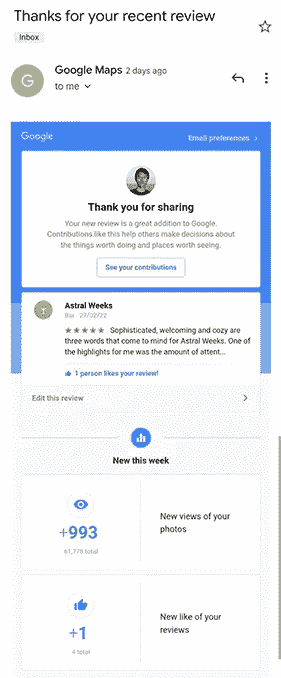 Thanks for your recent review
Inbox
G
Google Maps 2 days ago
to me
Google
Email preferences
Thank you for sharing
Your new review is a great addition to Google.
Contributions like this help others make decisions about
the things worth doing and places worth seeing.
See your contributions
Astral Weeks
Bar · 27/02/22
★★★★★ Sophisticated, welcoming and cozy are
three words that come to mind for Astral Weeks. One
of the highlights for me was the amount of attent...
1 person likes your review!
Edit this review
New this week
+993
61,778 total
New views of your
photos
+1
4 total
New like of your
reviews